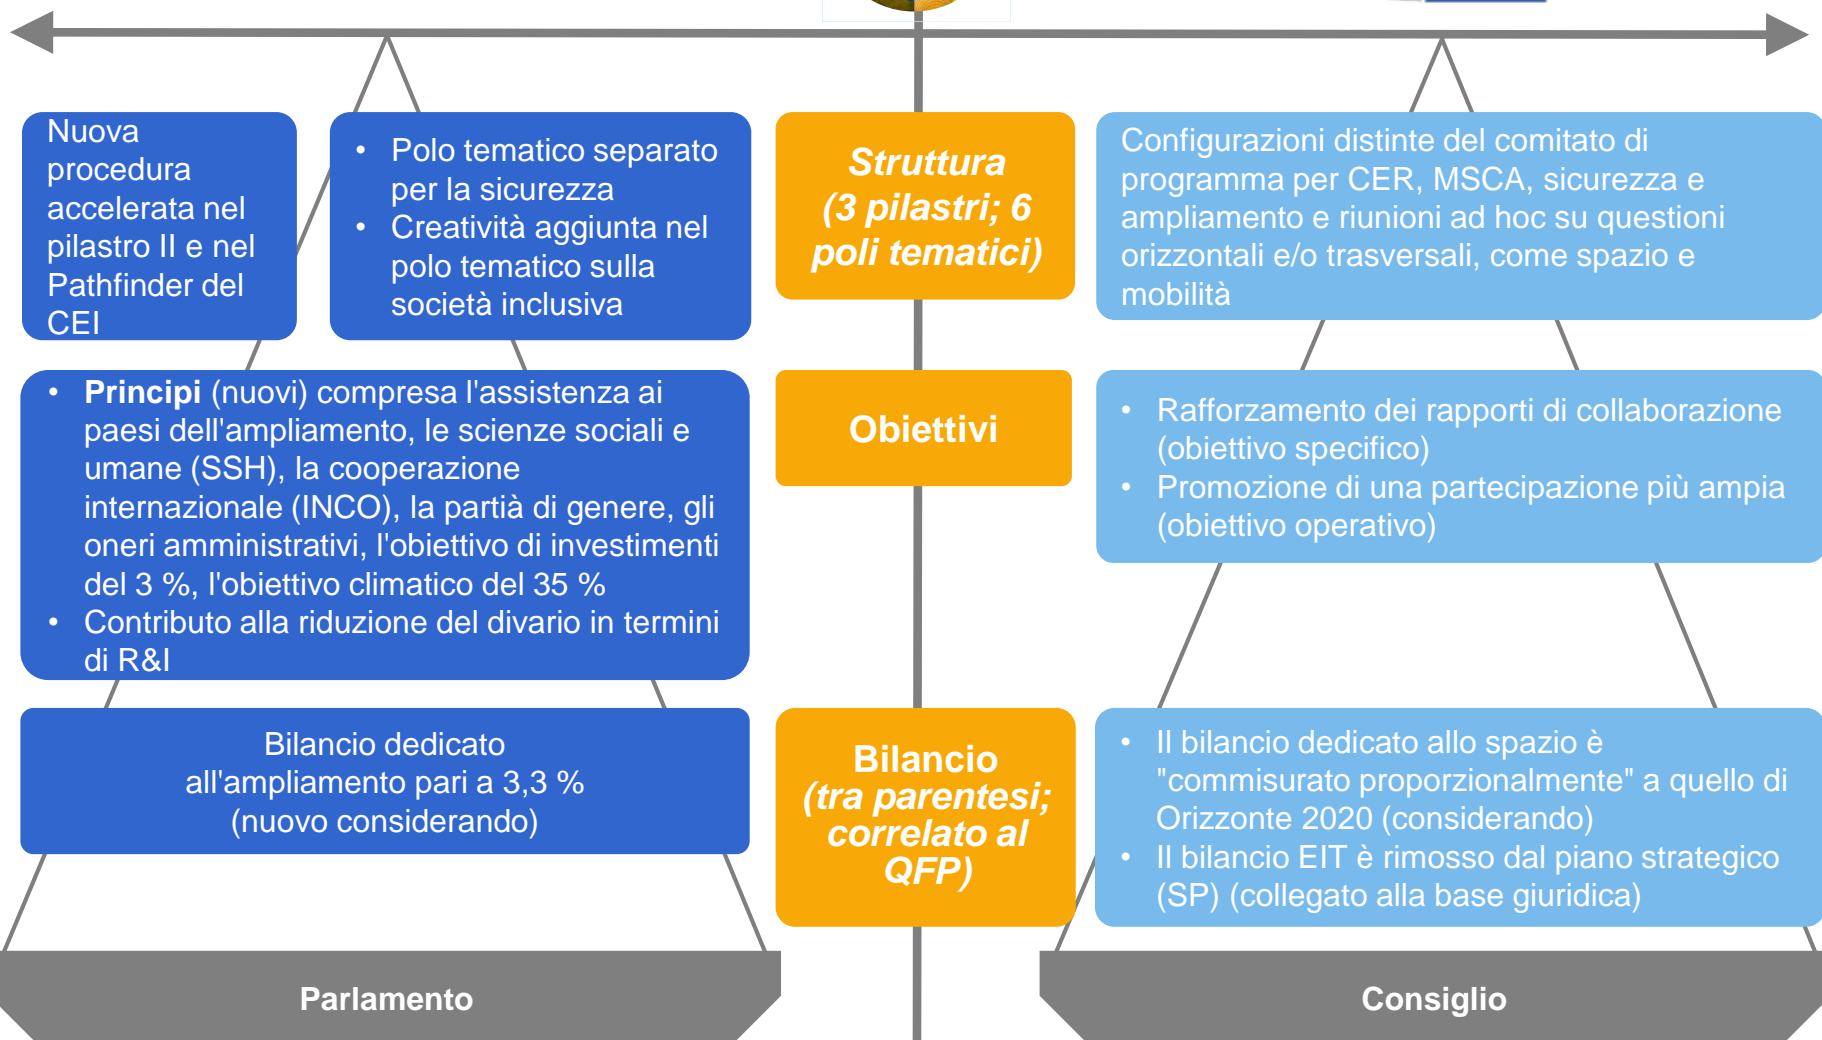 Nuova
procedura
accelerata nel
pilastro II e nel
Pathfinder del
CEI
• Polo tematico separato
per la sicurezza
• Creatività aggiunta nel
polo tematico sulla
società inclusiva
Struttura
(3 pilastri; 6
poli tematici)
Configurazioni distinte del comitato di
programma per CER, MSCA, sicurezza e
ampliamento e riunioni ad hoc su questioni
orizzontali e/o trasversali, come spazio e
mobilità
• Principi (nuovi) compresa l'assistenza ai
paesi dell'ampliamento, le scienze sociali e
umane (SSH), la cooperazione
internazionale (INCO), la partià di genere, gli
oneri amministrativi, l'obiettivo di investimenti
del 3 %, l'obiettivo climatico del 35 %
• Contributo alla riduzione del divario in termini
di R&I
Obiettivi
• Rafforzamento dei rapporti di collaborazione
(obiettivo specifico)
• Promozione di una partecipazione più ampia
(obiettivo operativo)
Bilancio dedicato
all'ampliamento pari a 3,3 %
(nuovo considerando)
Bilancio
(tra parentesi;
correlato al
QFP)
• Il bilancio dedicato allo spazio è
"commisurato proporzionalmente" a quello di
Orizzonte 2020 (considerando)
• Il bilancio EIT è rimosso dal piano strategico
(SP) (collegato alla base giuridica)
Parlamento
Consiglio